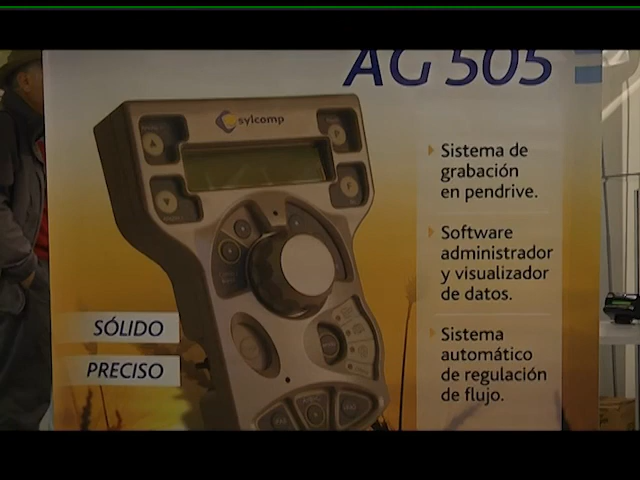 AG 505
sylcomp
Sistema de
grabación
en pendrive.
Software
administrador
y visualizador
de datos.
Sistema
automático
de regulación
de flujo.
SÓLIDO
PRECISO